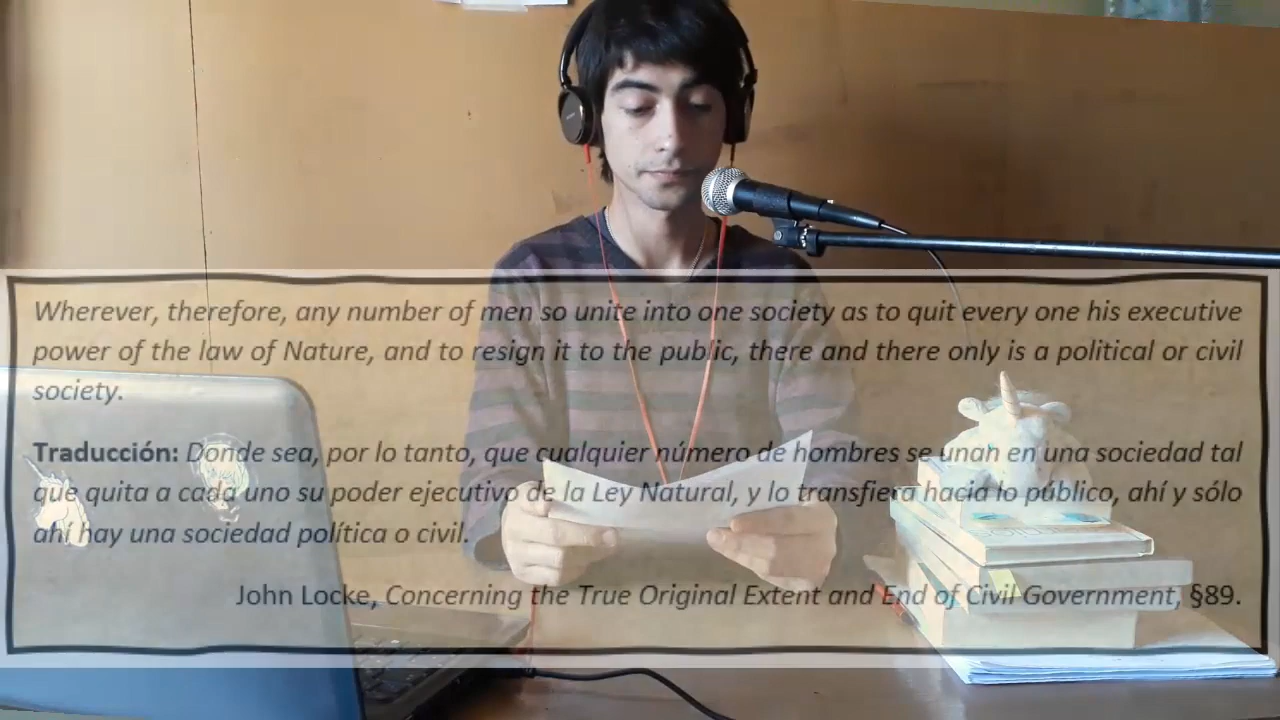 Wherever, therefore, any number of men so unite into one society as to quit every one his executive
power of the law of Nature, and to resign it to the public, there and there only is a political or civil
society.
Traducción: Donde sea, por lo tanto, que cualquier número de hombres se unan en una sociedad tal
que quita a cada uno su poder ejecutivo de la Ley Natural, y lo transfiera hacia lo público, ahí y sólo
ahí hay una sociedad política o civil.
John Locke, Concerning the True Original Extent and End of Civil Government, §89.